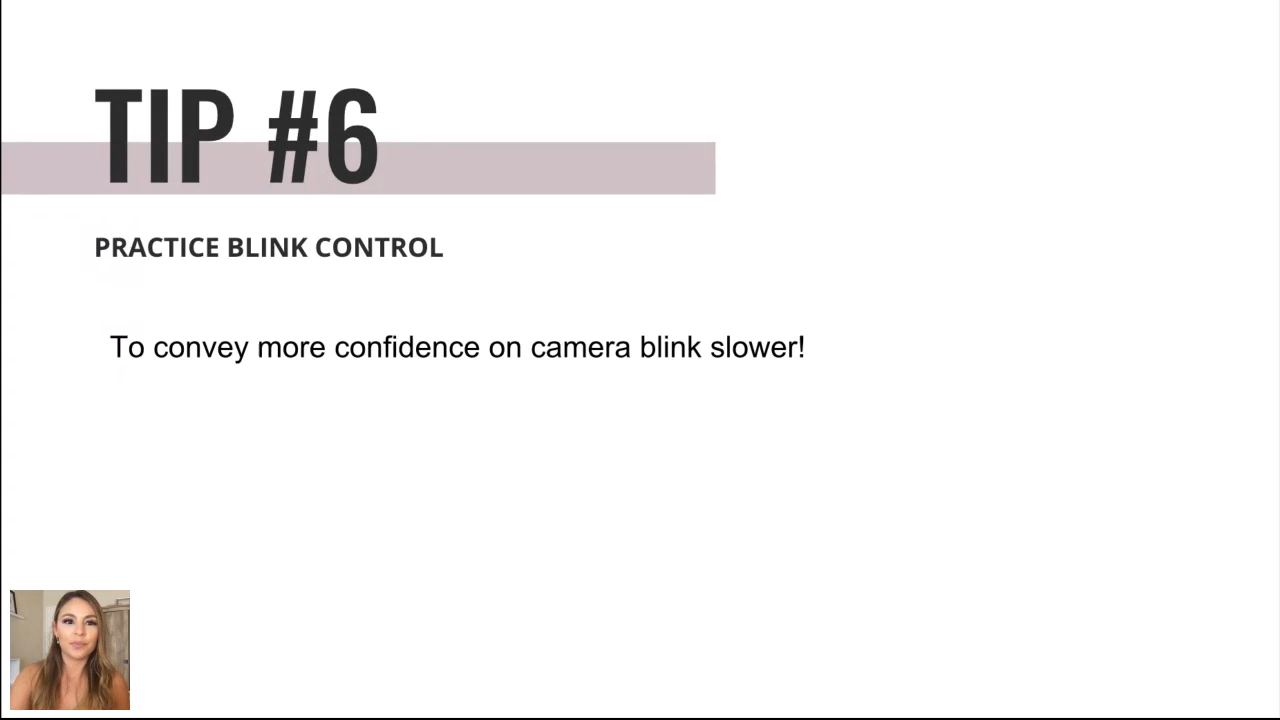 TIP #6
PRACTICE BLINK CONTROL
To convey more confidence on camera blink slower!